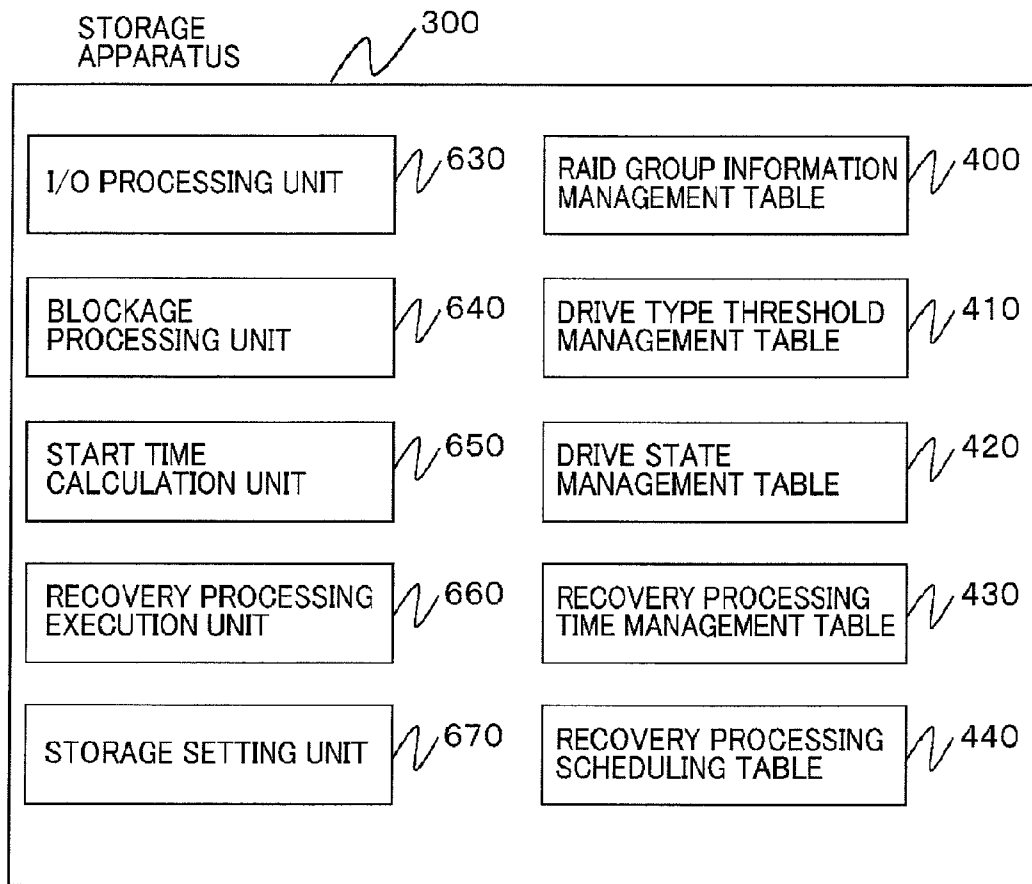 STORAGE
APPARATUS
300
I/O PROCESSING UNIT
630
RAID GROUP INFORMATION
MANAGEMENT TABLE
400
BLOCKAGE
PROCESSING UNIT
640
DRIVE TYPE THRESHOLD
MANAGEMENT TABLE
410
START TIME
CALCULATION UNIT
650
DRIVE STATE
MANAGEMENT TABLE
420
RECOVERY PROCESSING
EXECUTION UNIT
660
RECOVERY PROCESSING
TIME MANAGEMENT TABLE
430
STORAGE SETTING UNIT
670
RECOVERY PROCESSING
SCHEDULING TABLE
440